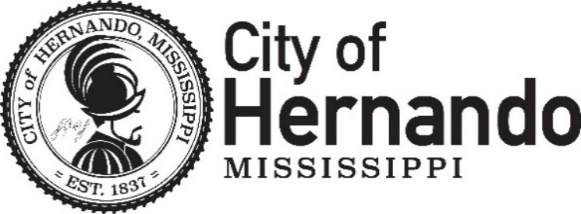 CITY of HERNANDO, MISSISSIPPI
= EST. 1837 =
City of
Hernando
MISSISSIPPI